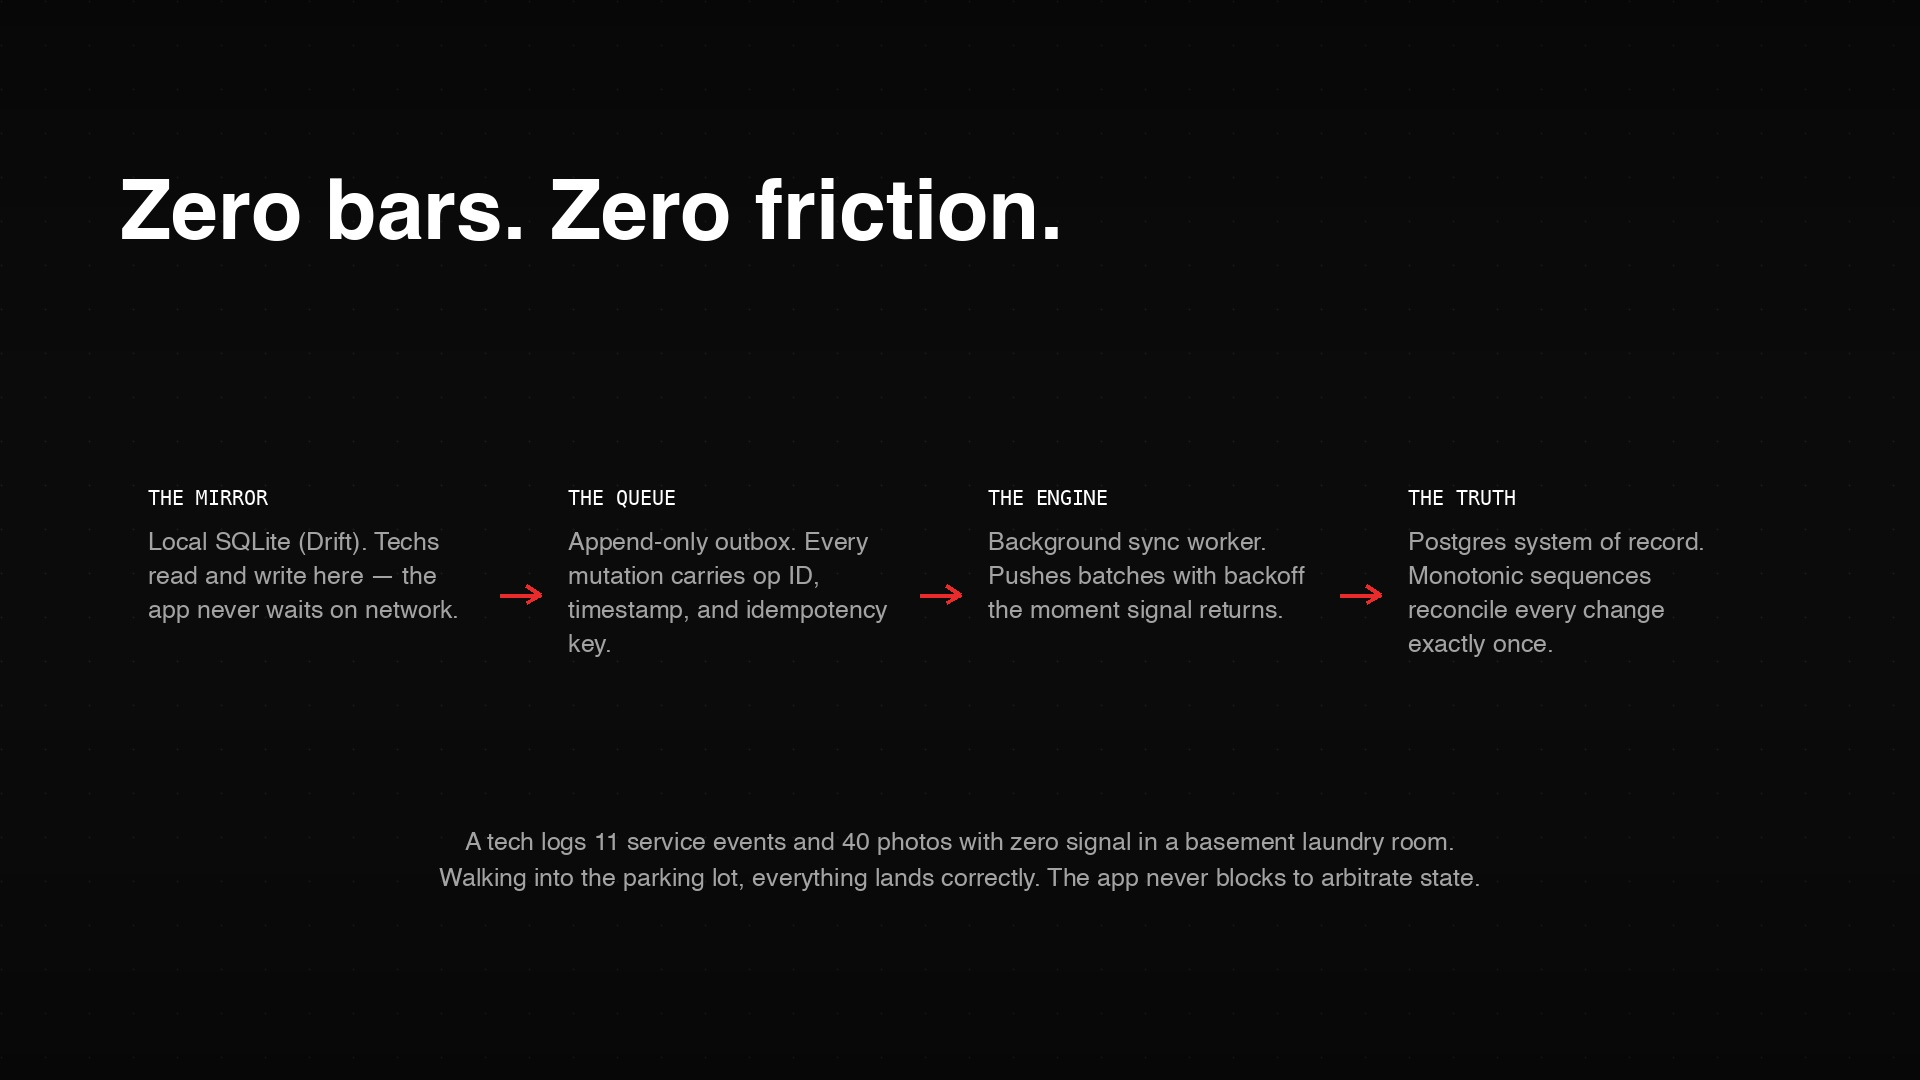 Zero bars. Zero friction.
THE MIRROR
Local SQLite (Drift). Techs
read and write here — the
app never waits on network.
THE QUEUE
Append-only outbox. Every
mutation carries op ID,
timestamp, and idempotency
key.
THE ENGINE
Background sync worker.
Pushes batches with backoff
the moment signal returns.
THE TRUTH
Postgres system of record.
Monotonic sequences
reconcile every change
exactly once.
A tech logs 11 service events and 40 photos with zero signal in a basement laundry room.
Walking into the parking lot, everything lands correctly. The app never blocks to arbitrate state.